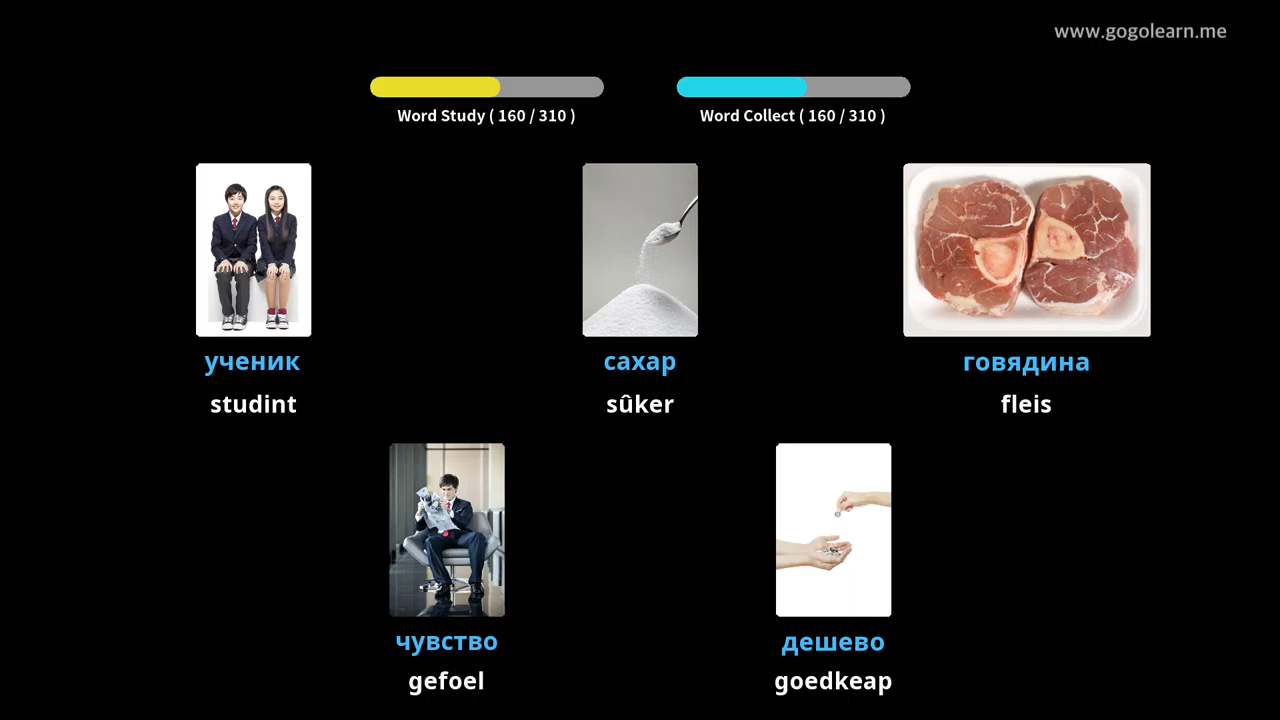 www.gogolearn.me
Word Study ( 160 / 310 )
Word Collect ( 160 / 310 )
ученик
studint
сахар
sûker
говядина
fleis
чувство
gefoel
дешево
goedkeap